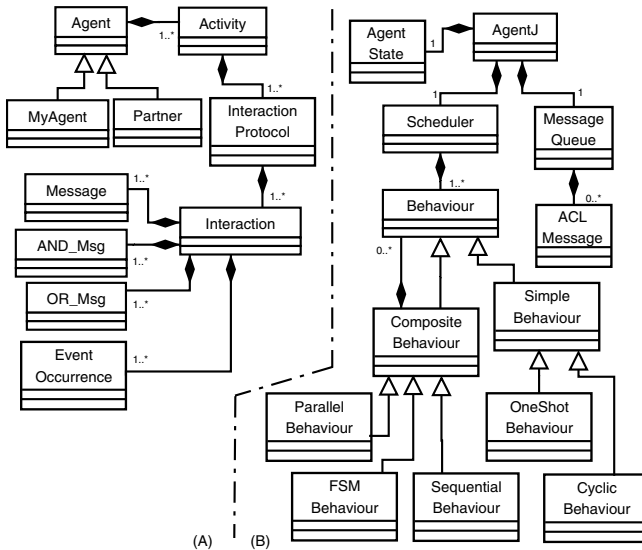 Agent
Activity
1..*
MyAgent
Partner
1..*
Interaction
Protocol
Message
1..*
1..*
Interaction
AND_Msg
1..*
OR_Msg
1..*
Event
Occurrence
1..*
(A)
Agent
State
1
AgentJ
1
1
Scheduler
Message
Queue
1..*
0..*
Behaviour
ACL
Message
0..*
Composite
Behaviour
Simple
Behaviour
Parallel
Behaviour
OneShot
Behaviour
FSM
Behaviour
Sequential
Behaviour
Cyclic
Behaviour
(B)